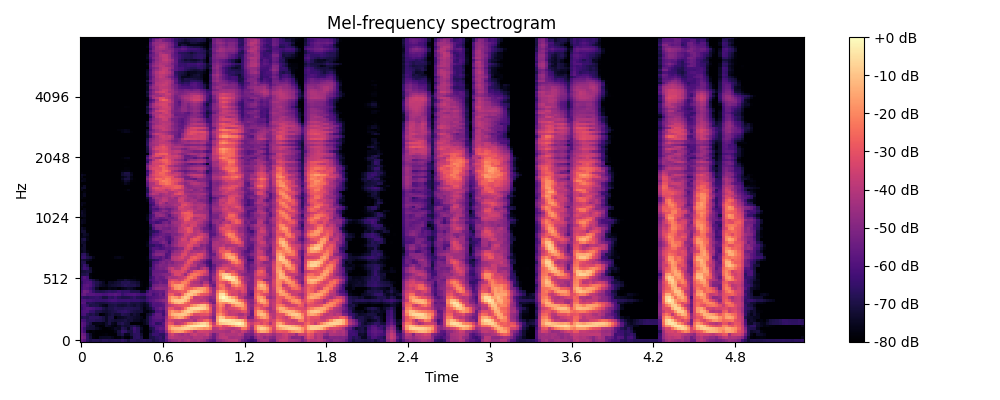 Mel-frequency spectrogram
+0 dB
4096
-10 dB
-20 dB
2048
-30 dB
Hz
-40 dB
1024
-50 dB
512
-60 dB
-70 dB
0
-80 dB
0 0.6 1.2 1.8 2.4 3 3.6 4.2 4.8
Time